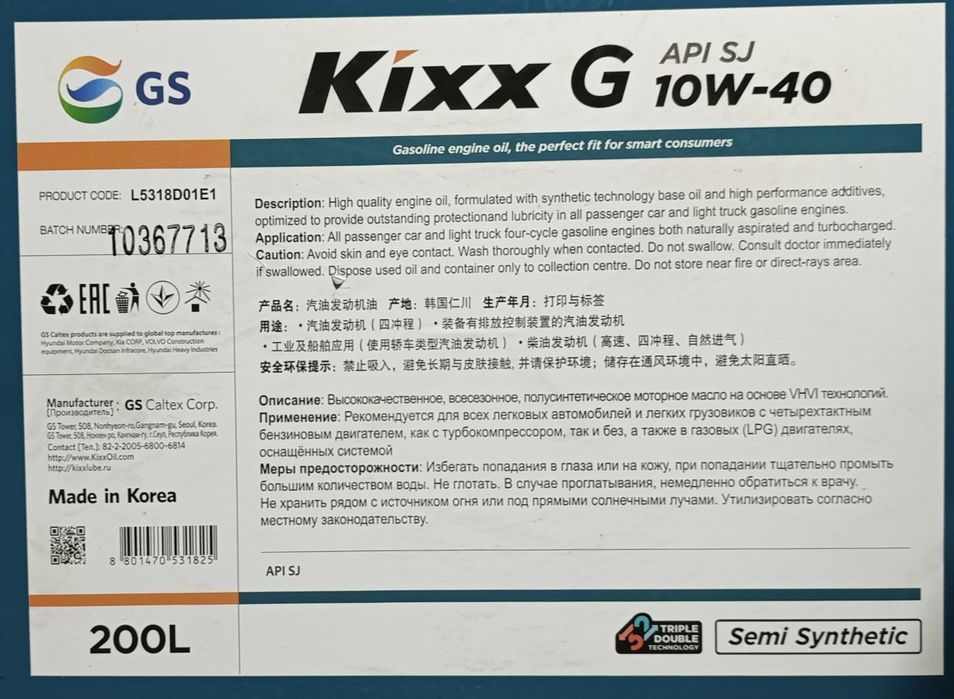 GS
Kixx G API SJ
10W-40
Gasoline engine oil, the perfect fit for smart consumers
PRODUCT CODE: L5318D01E1
BATCH NUMBER:
10367713
EAC
GS Caltex products are supplied to global top manufactures :
Hyundai Motor Company, Kia CORP, VOLVO Construction
equipment, Hyundai Doosan Infracore, Hyundai Heavy Industries
Manufacturer : GS Caltex Corp.
[Производитель]
GS Tower, 508, Nonhyeon-ro,Gangnam-gu, Seoul, Korea.
GS Tower, 508, Нонхен ро, Кангнам-гу, г.Сеул, Республика Корея.
Contact [Тел.]: 82-2-2005-6800-6814
http://www.KixxOil.com
http://kixxlube.ru
Made in Korea
8 801470 531825
200L
Description: High quality engine oil, formulated with synthetic technology base oil and high performance additives,
optimized to provide outstanding protectionand lubricity in all passenger car and light truck gasoline engines.
Application: All passenger car and light truck four-cycle gasoline engines both naturally aspirated and turbocharged.
Caution: Avoid skin and eye contact. Wash thoroughly when contacted. Do not swallow. Consult doctor immediately
if swallowed. Dispose used oil and container only to collection centre. Do not store near fire or direct-rays area.
产品名：汽油发动机油 产地：韩国仁川 生产年月：打印与标签
用途：・汽油发动机（四冲程）・装备有排放控制装置的汽油发动机
・工业及船舶应用（使用轿车类型汽油发动机）・柴油发动机（高速、四冲程、自然进气）
安全环保提示：禁止吸入，避免长期与皮肤接触, 并请保护环境；储存在通风环境中，避免太阳直晒。
Описание: Высококачественное, всесезонное, полусинтетическое моторное масло на основе VHVI технологий.
Применение: Рекомендуется для всех легковых автомобилей и легких грузовиков с четырехтактным
бензиновым двигателем, как с турбокомпрессором, так и без, а также в газовых (LPG) двигателях,
оснащённых системой
Меры предосторожности: Избегать попадания в глаза или на кожу, при попадании тщательно промыть
большим количеством воды. Не глотать. В случае проглатывания, немедленно обратиться к врачу.
Не хранить рядом с источником огня или под прямыми солнечными лучами. Утилизировать согласно
местному законодательству.
API SJ
TRIPLE
DOUBLE
TECHNOLOGY
Semi Synthetic